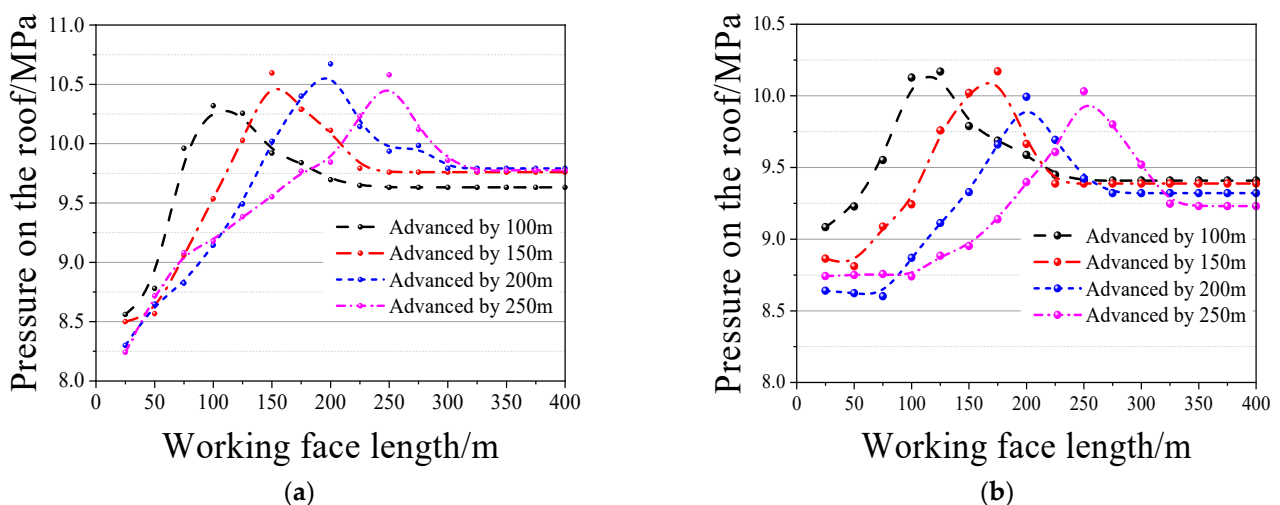 Pressure on the roof/MPa
11.0
10.5
10.0
9.5
9.0
8.5
8.0
Advanced by 100m
Advanced by 150m
Advanced by 200m
Advanced by 250m
0 50 100 150 200 250 300 350 400
Working face length/m
(a)
Pressure on the roof/MPa
10.5
10.0
9.5
9.0
8.5
8.0
Advanced by 100m
Advanced by 150m
Advanced by 200m
Advanced by 250m
0 50 100 150 200 250 300 350 400
Working face length/m
(b)